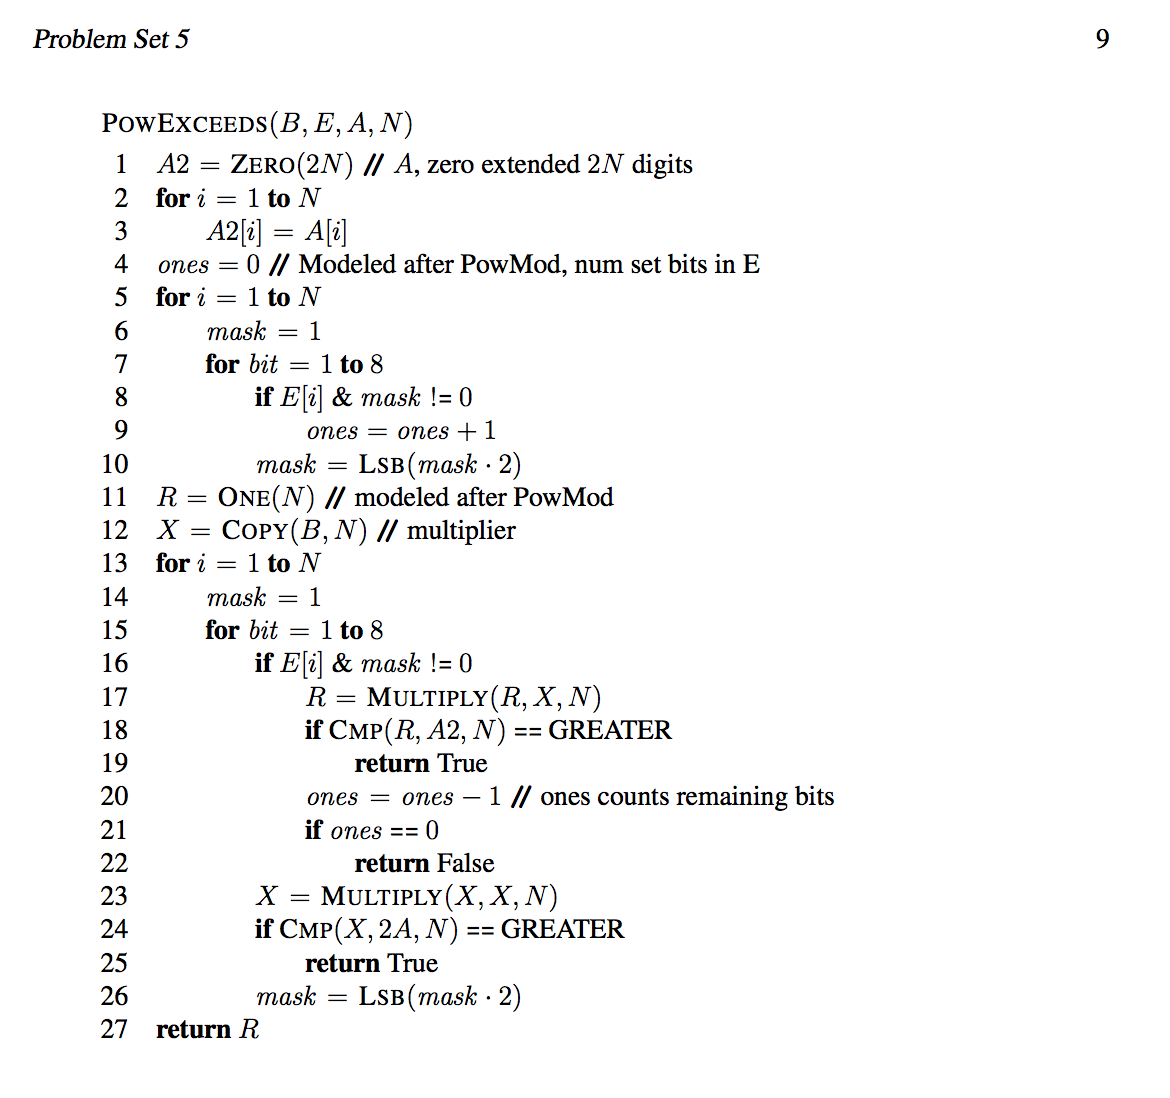 Problem Set 5 9
POWEXCEEDS(B, E, A, N)
1 A2 = ZERO(2N) // A, zero extended 2N digits
2 for i = 1 to N
3 A2[i] = A[i]
4 ones = 0 // Modeled after PowMod, num set bits in E
5 for i = 1 to N
6 mask = 1
7 for bit = 1 to 8
8 if E[i] & mask != 0
9 ones = ones + 1
10 mask = LSB(mask · 2)
11 R = ONE(N) // modeled after PowMod
12 X = COPY(B, N) // multiplier
13 for i = 1 to N
14 mask = 1
15 for bit = 1 to 8
16 if E[i] & mask != 0
17 R = MULTIPLY(R, X, N)
18 if CMP(R, A2, N) == GREATER
19 return True
20 ones = ones − 1 // ones counts remaining bits
21 if ones == 0
22 return False
23 X = MULTIPLY(X, X, N)
24 if CMP(X, 2A, N) == GREATER
25 return True
26 mask = LSB(mask · 2)
27 return R